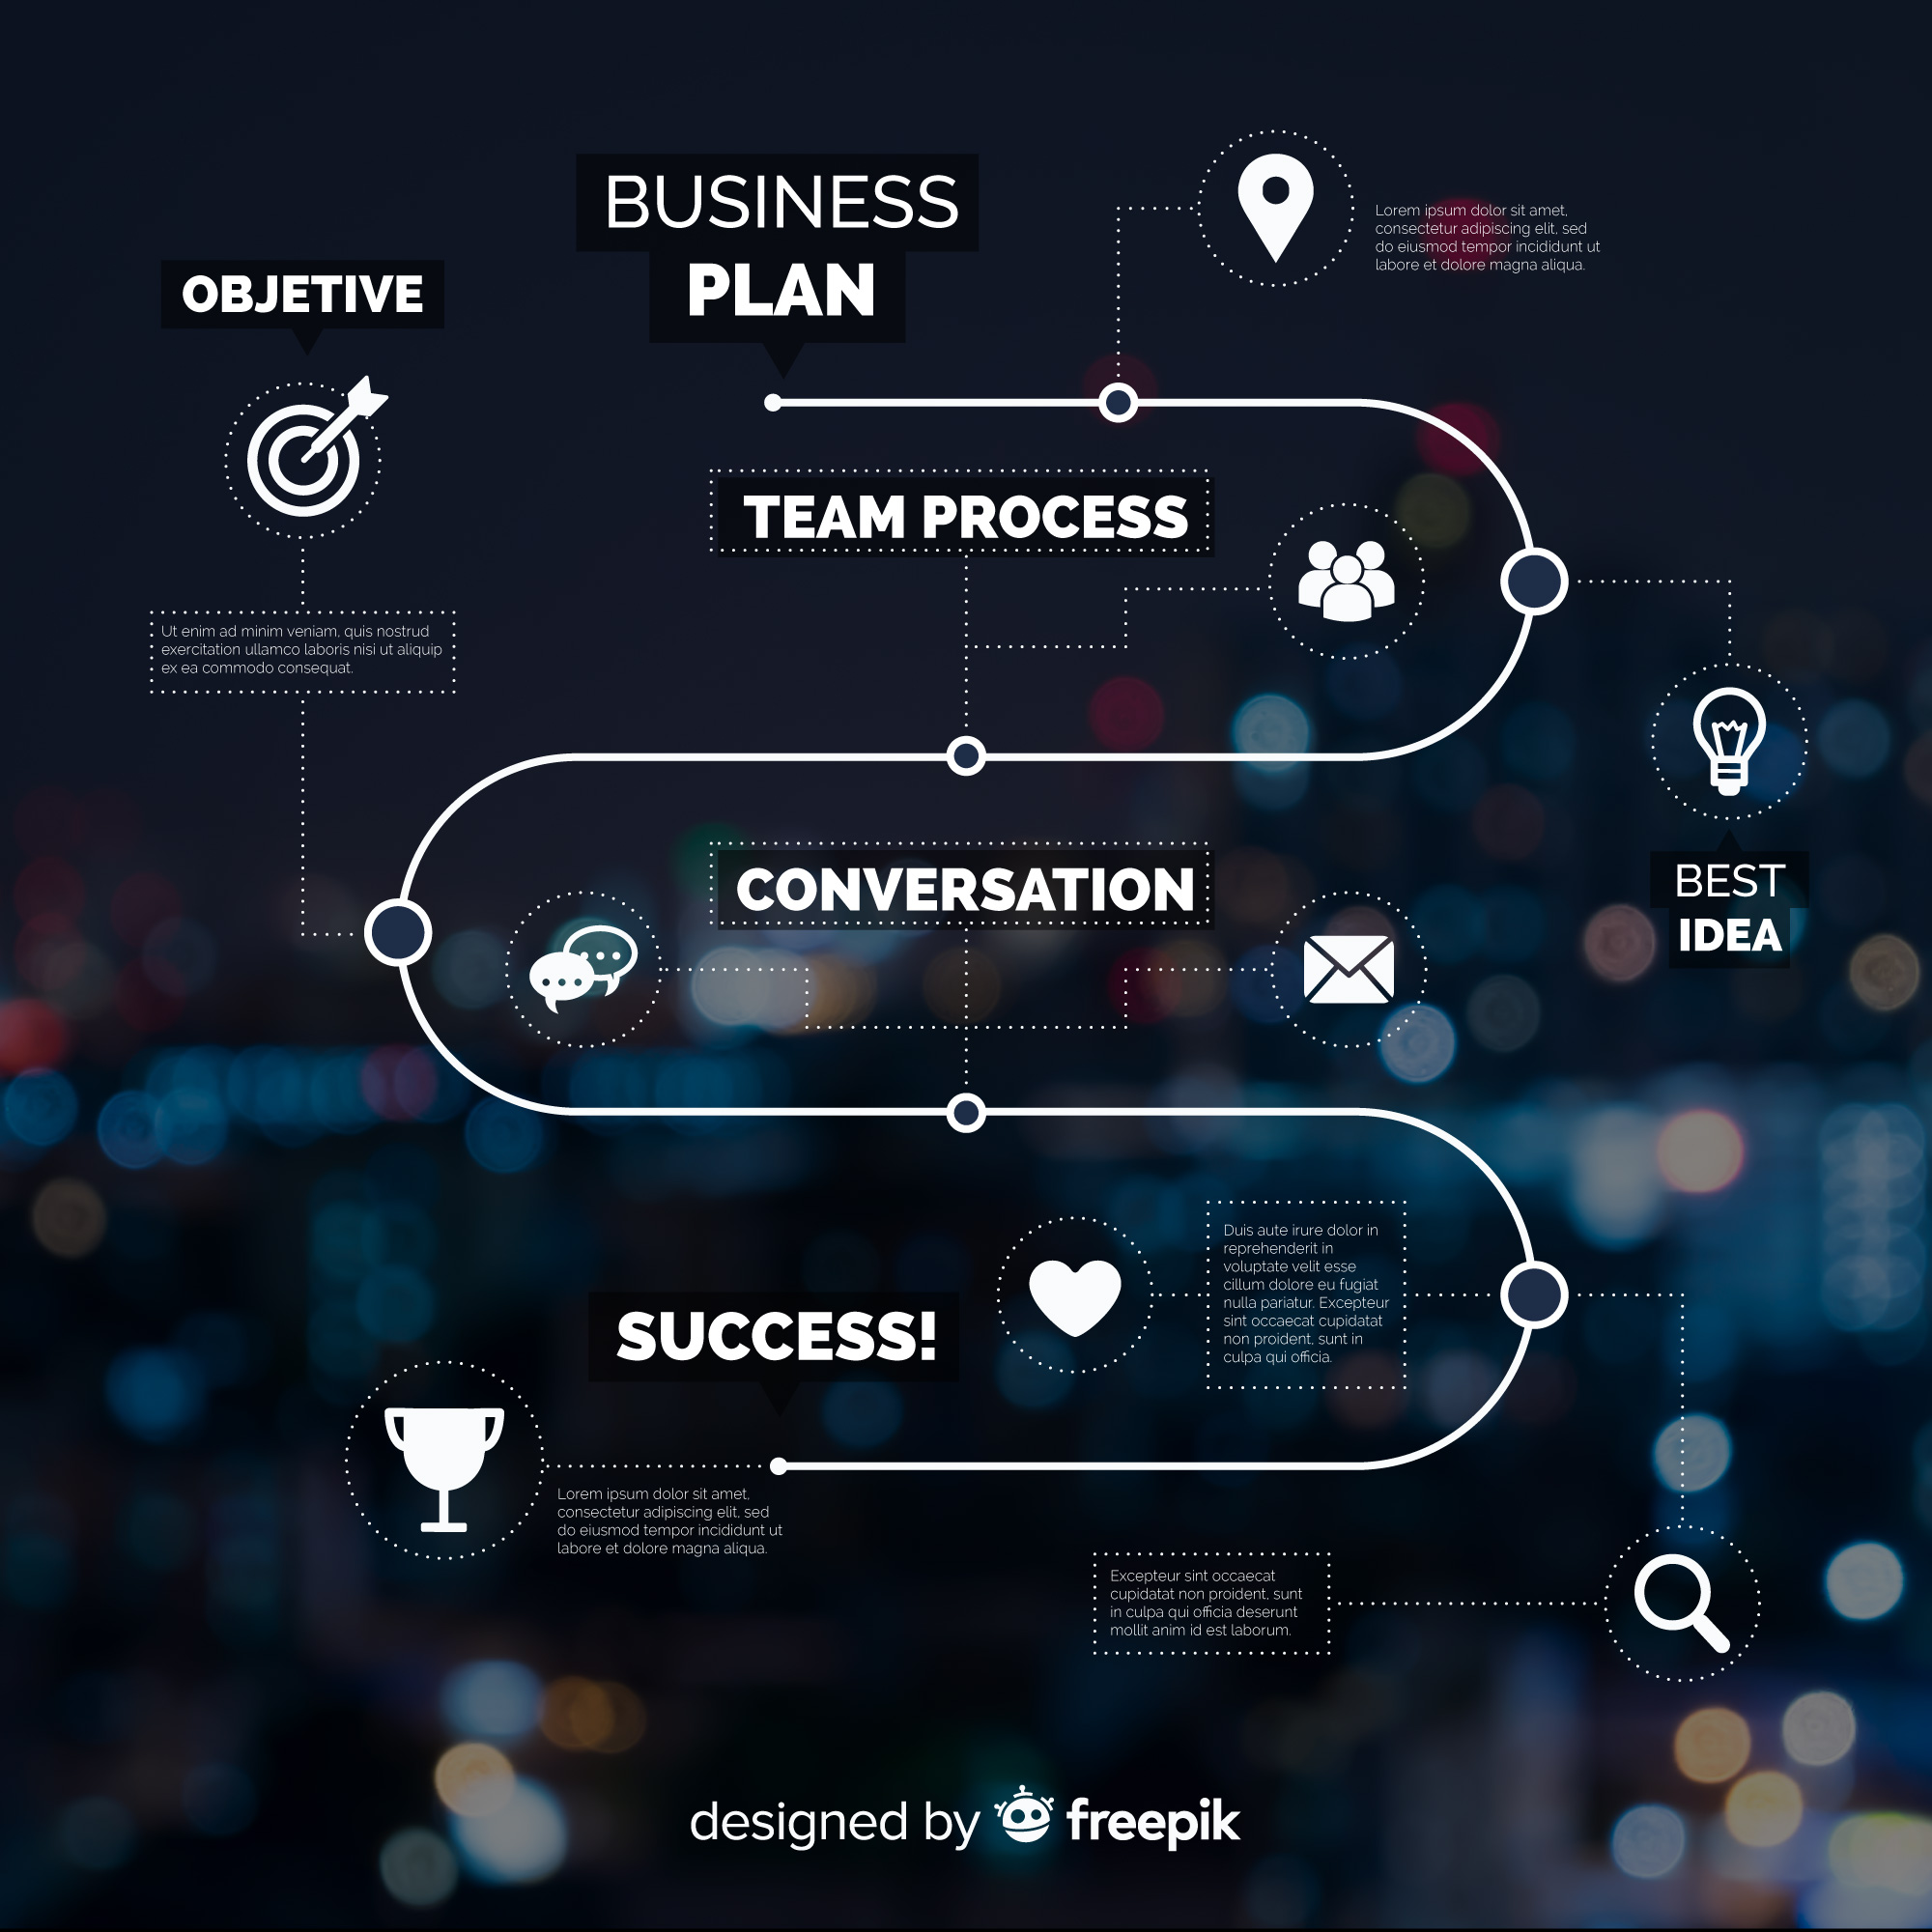 BUSINESS
PLAN
Lorem ipsum dolor sit amet,
consectetur adipiscing elit, sed
do eiusmod tempor incididunt ut
labore et dolore magna aliqua.
OBJETIVE
Ut enim ad minim veniam, quis nostrud
exercitation ullamco laboris nisi ut aliquip
ex ea commodo consequat.
TEAM PROCESS
BEST
IDEA
CONVERSATION
Duis aute irure dolor in
reprehenderit in
voluptate velit esse
cillum dolore eu fugiat
nulla pariatur. Excepteur
sint occaecat cupidatat
non proident, sunt in
culpa qui officia.
SUCCESS!
Lorem ipsum dolor sit amet,
consectetur adipiscing elit, sed
do eiusmod tempor incididunt ut
labore et dolore magna aliqua.
Excepteur sint occaecat
cupidatat non proident, sunt
in culpa qui officia deserunt
mollit anim id est laborum.
designed by freepik